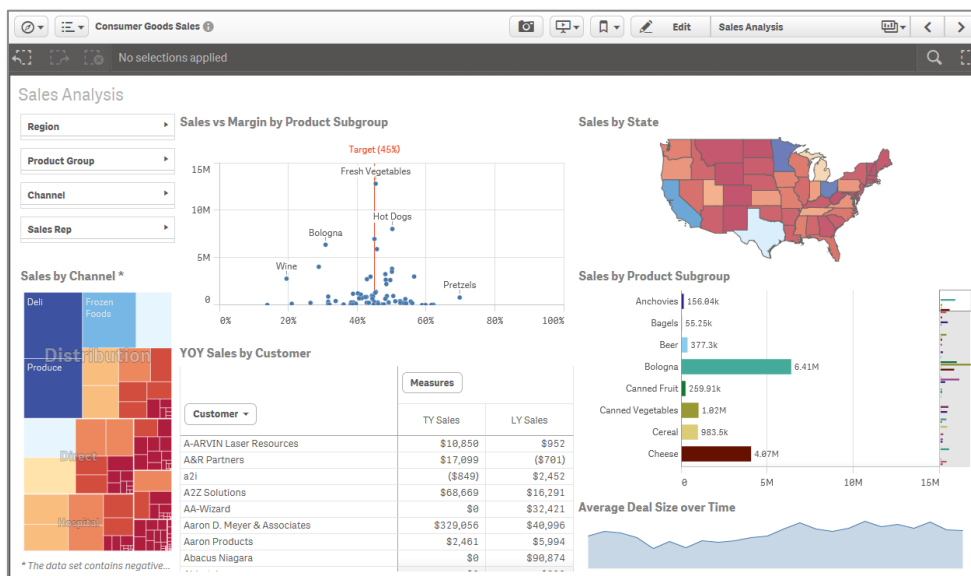 Consumer Goods Sales
Edit
Sales Analysis
No selections applied
Sales Analysis
Region
Product Group
Channel
Sales Rep
Sales by Channel *
Deli
Frozen
Foods
Distribution
Produce
Direct
Hospital
* The data set contains negative...
Sales vs Margin by Product Subgroup
Target (45%)
Fresh Vegetables
Hot Dogs
Bologna
Wine
Pretzels
15M
10M
5M
0
0% 20% 40% 60% 80% 100%
YOY Sales by Customer
Measures
Customer
TY Sales LY Sales
A-ARVIN Laser Resources $10,850 $952
A&R Partners $17,099 ($701)
a2i ($849) $2,452
A2Z Solutions $68,669 $16,291
AA-Wizard $0 $32,421
Aaron D. Meyer & Associates $329,056 $40,996
Aaron Products $2,461 $5,994
Abacus Niagara $0 $90,874
Sales by State
Sales by Product Subgroup
Anchovies 156.04k
Bagels 55.25k
Beer 377.3k
Bologna 6.41M
Canned Fruit 259.91k
Canned Vegetables 1.02M
Cereal 983.5k
Cheese 4.07M
0 5M 10M 15M
Average Deal Size over Time